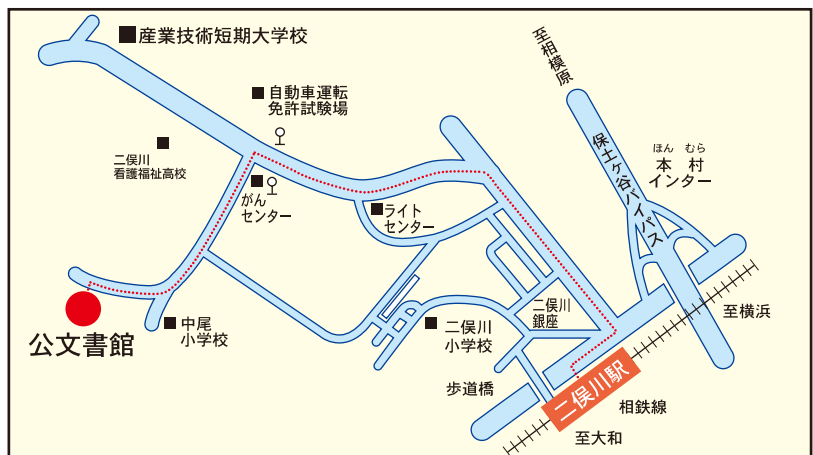 産業技術短期大学校
至相模原
自動車運転
免許試験場
保土ヶ谷バイパス
ほん むら
本 村
インター
二俣川
看護福祉高校
がん
センター
ライト
センター
公文書館
中尾
小学校
二俣川
小学校
二俣川
銀座
至横浜
歩道橋
二俣川駅
相鉄線
至大和